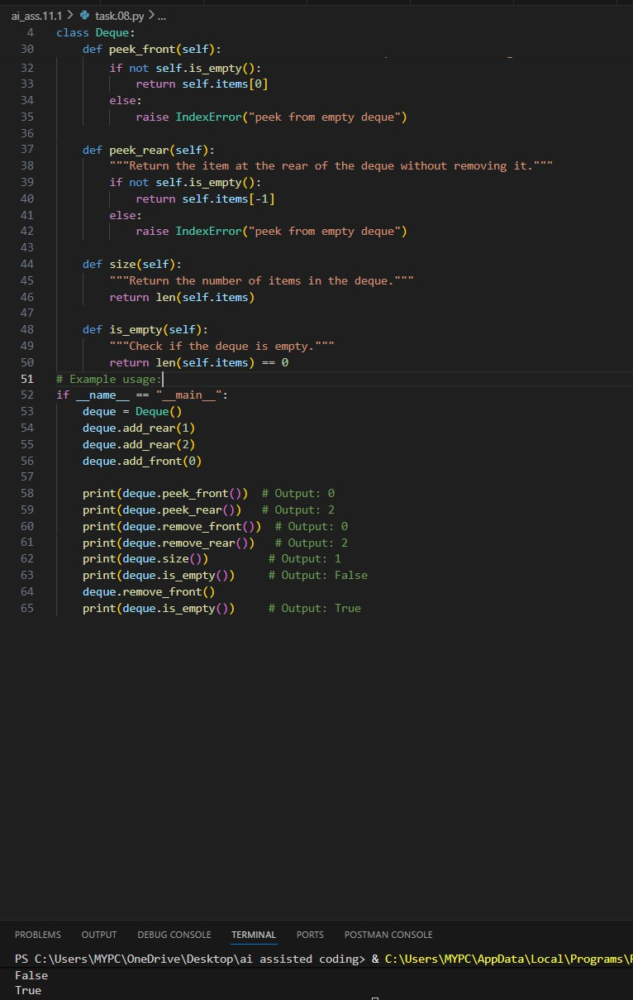 ai_ass.11.1 > task.08.py > ...
4 class Deque:
30     def peek_front(self):
32         if not self.is_empty():
33             return self.items[0]
34         else:
35             raise IndexError("peek from empty deque")
36
37     def peek_rear(self):
38         """Return the item at the rear of the deque without removing it."""
39         if not self.is_empty():
40             return self.items[-1]
41         else:
42             raise IndexError("peek from empty deque")
43
44     def size(self):
45         """Return the number of items in the deque."""
46         return len(self.items)
47
48     def is_empty(self):
49         """Check if the deque is empty."""
50         return len(self.items) == 0
51 # Example usage:
52 if __name__ == "__main__":
53     deque = Deque()
54     deque.add_rear(1)
55     deque.add_rear(2)
56     deque.add_front(0)
57
58     print(deque.peek_front())  # Output: 0
59     print(deque.peek_rear())   # Output: 2
60     print(deque.remove_front())  # Output: 0
61     print(deque.remove_rear())   # Output: 2
62     print(deque.size())         # Output: 1
63     print(deque.is_empty())     # Output: False
64     deque.remove_front()
65     print(deque.is_empty())     # Output: True
PROBLEMS OUTPUT DEBUG CONSOLE TERMINAL PORTS POSTMAN CONSOLE
PS C:\Users\MYPC\OneDrive\Desktop\ai assisted coding> & C:\Users\MYPC\AppData\Local\Programs\
False
True